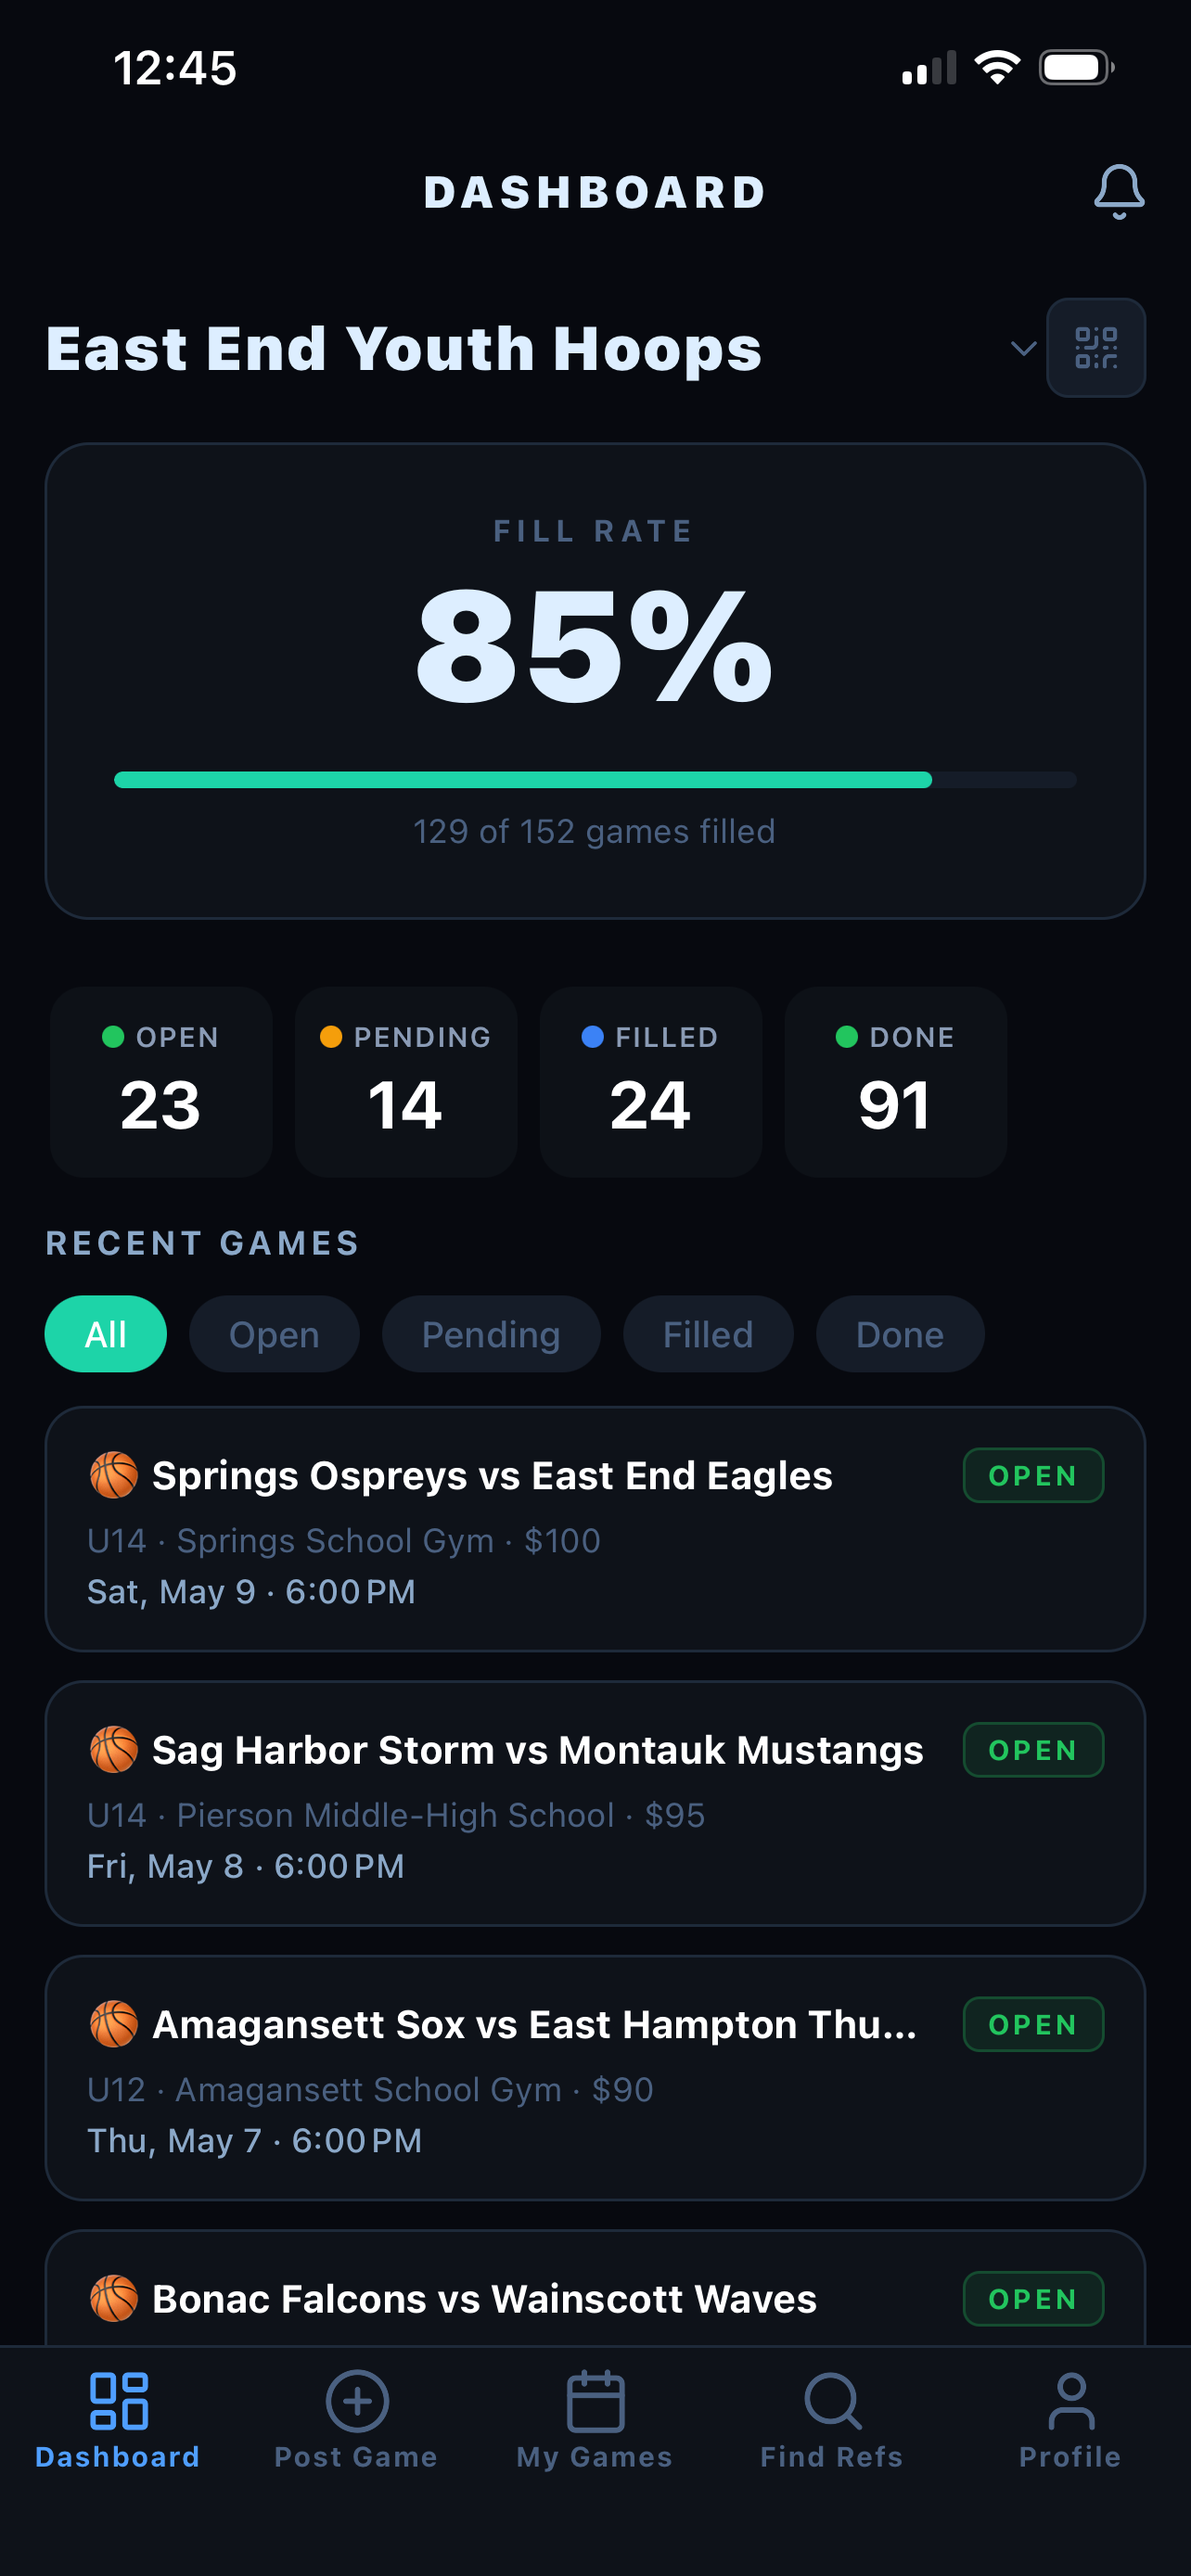 12:45
DASHBOARD
East End Youth Hoops
FILL RATE
85%
129 of 152 games filled
OPEN
23
PENDING
14
FILLED
24
DONE
91
RECENT GAMES
All Open Pending Filled Done
Springs Ospreys vs East End Eagles OPEN
U14 · Springs School Gym · $100
Sat, May 9 · 6:00 PM
Sag Harbor Storm vs Montauk Mustangs OPEN
U14 · Pierson Middle-High School · $95
Fri, May 8 · 6:00 PM
Amagansett Sox vs East Hampton Thu... OPEN
U12 · Amagansett School Gym · $90
Thu, May 7 · 6:00 PM
Bonac Falcons vs Wainscott Waves OPEN
Dashboard Post Game My Games Find Refs Profile